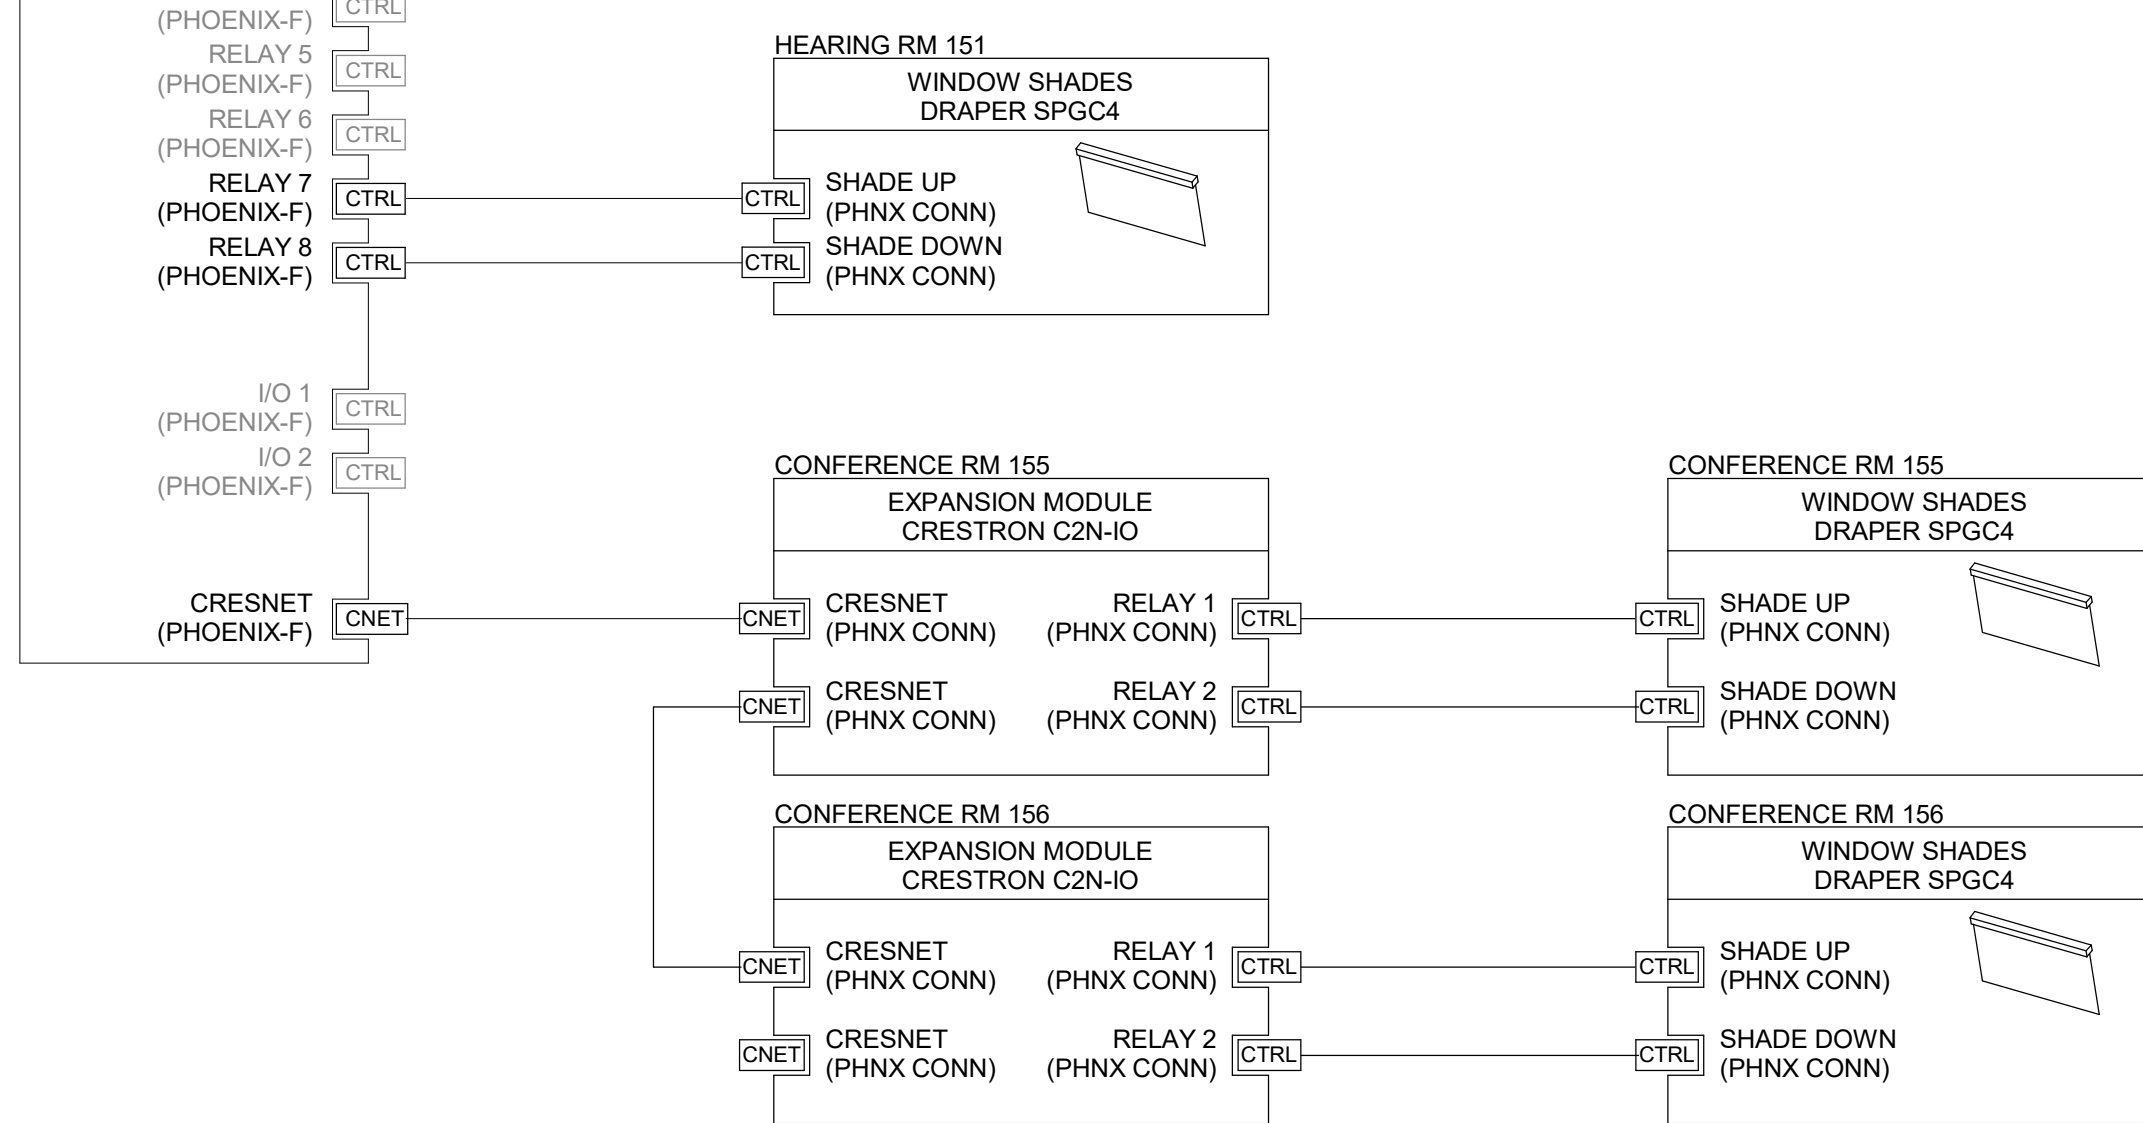 (PHOENIX-F) CTRL
RELAY 5
(PHOENIX-F) CTRL
RELAY 6
(PHOENIX-F) CTRL
RELAY 7
(PHOENIX-F) CTRL
RELAY 8
(PHOENIX-F) CTRL
I/O 1
(PHOENIX-F) CTRL
I/O 2
(PHOENIX-F) CTRL
CRESNET
(PHOENIX-F) CNET
HEARING RM 151
WINDOW SHADES
DRAPER SPGC4
CTRL SHADE UP
(PHNX CONN)
CTRL SHADE DOWN
(PHNX CONN)
CONFERENCE RM 155
EXPANSION MODULE
CRESTRON C2N-IO
CNET CRESNET
(PHNX CONN)
RELAY 1
(PHNX CONN) CTRL
CNET CRESNET
(PHNX CONN)
RELAY 2
(PHNX CONN) CTRL
CONFERENCE RM 155
WINDOW SHADES
DRAPER SPGC4
CTRL SHADE UP
(PHNX CONN)
CTRL SHADE DOWN
(PHNX CONN)
CONFERENCE RM 156
EXPANSION MODULE
CRESTRON C2N-IO
CNET CRESNET
(PHNX CONN)
RELAY 1
(PHNX CONN) CTRL
CNET CRESNET
(PHNX CONN)
RELAY 2
(PHNX CONN) CTRL
CONFERENCE RM 156
WINDOW SHADES
DRAPER SPGC4
CTRL SHADE UP
(PHNX CONN)
CTRL SHADE DOWN
(PHNX CONN)